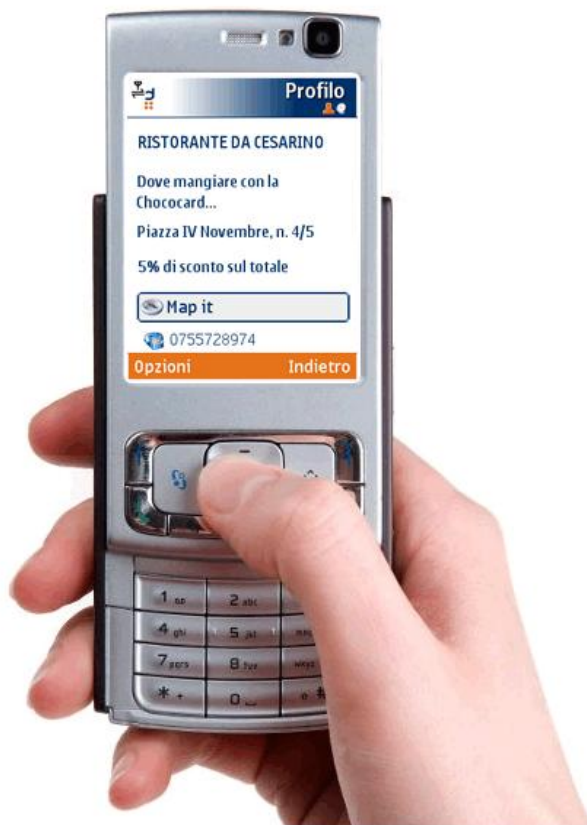 Profilo
RISTORANTE DA CESARINO
Dove mangiare con la
Chococard...
Piazza IV Novembre, n. 4/5
5% di sconto sul totale
Map it
0755728974
Opzioni Indietro
1 2 abc
4 ghi 5 jkl
7 pqrs 8 tuv wxyz
* + 0 #